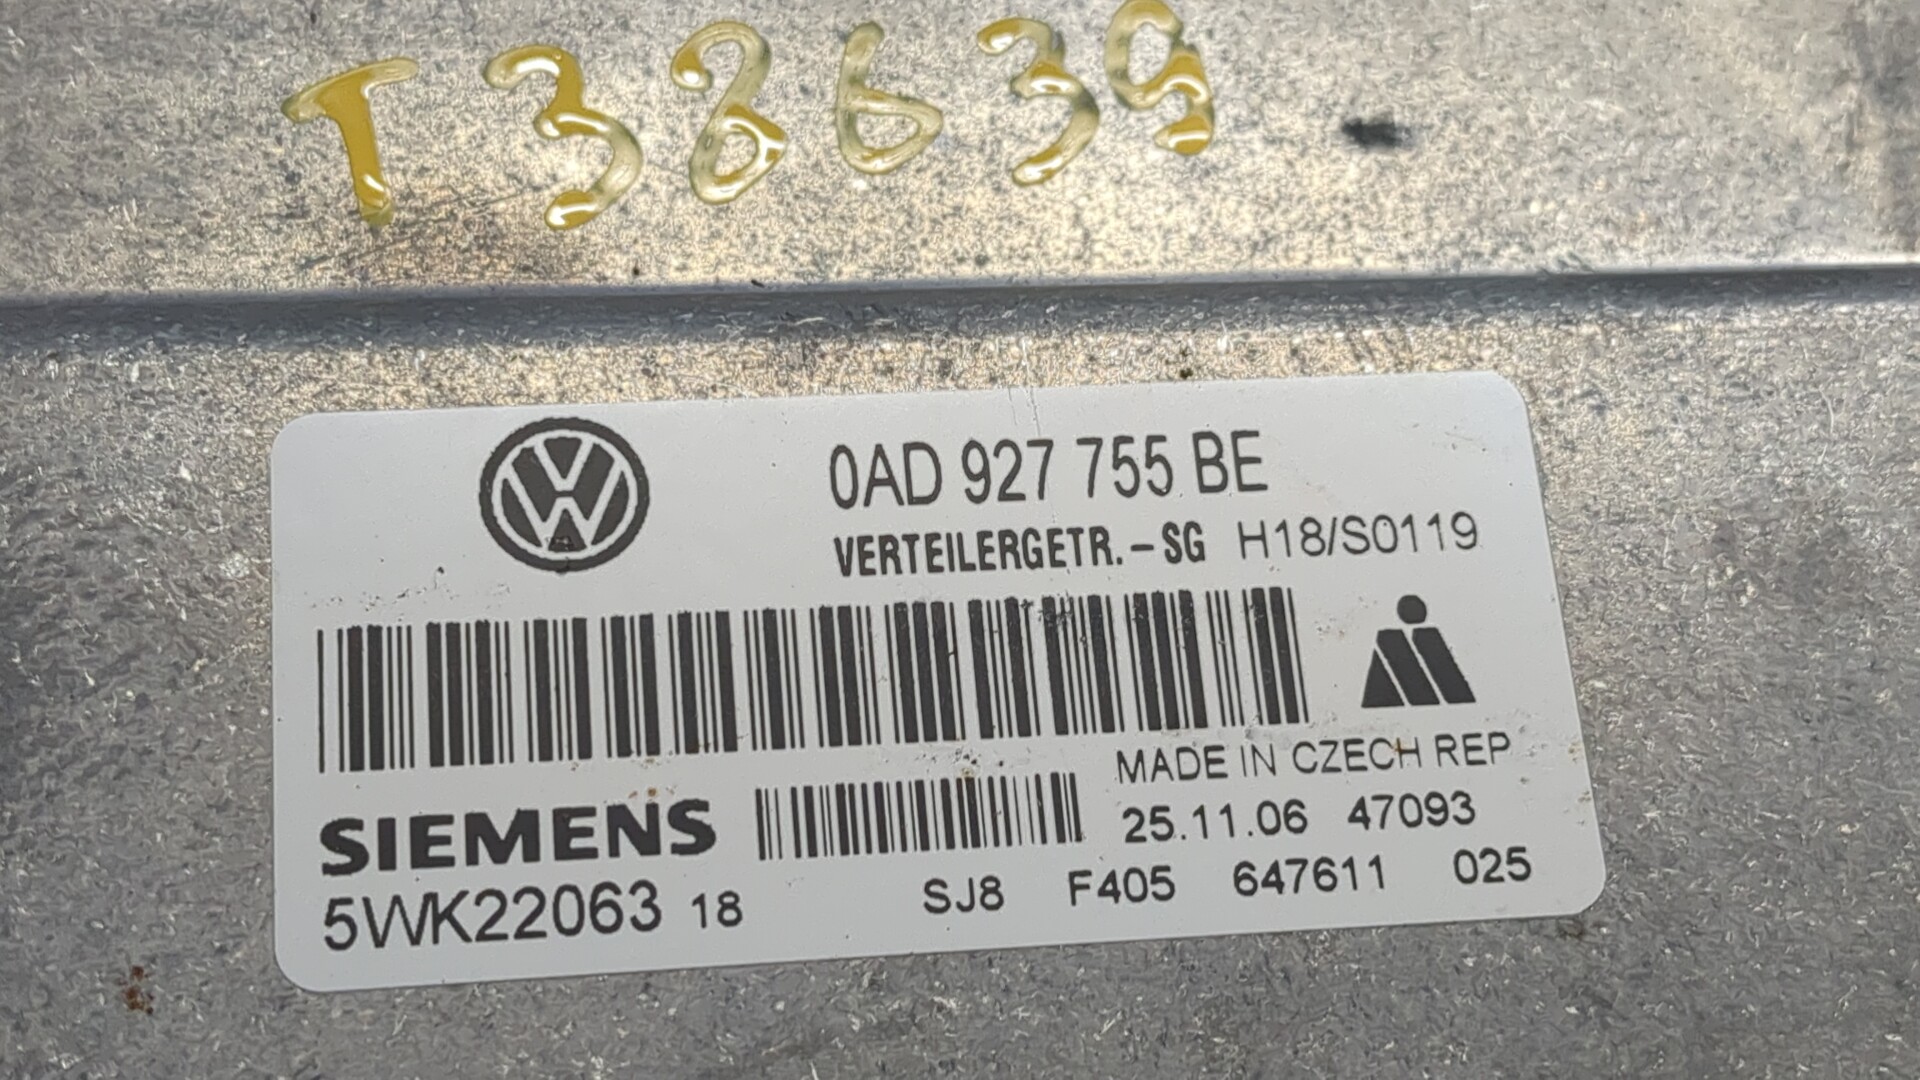 T38639
0AD 927 755 BE
VERTEILERGETR.-SG H18/S0119
MADE IN CZECH REP
SIEMENS 25.11.06 47093
5WK22063 18 SJ8 F405 647611 025